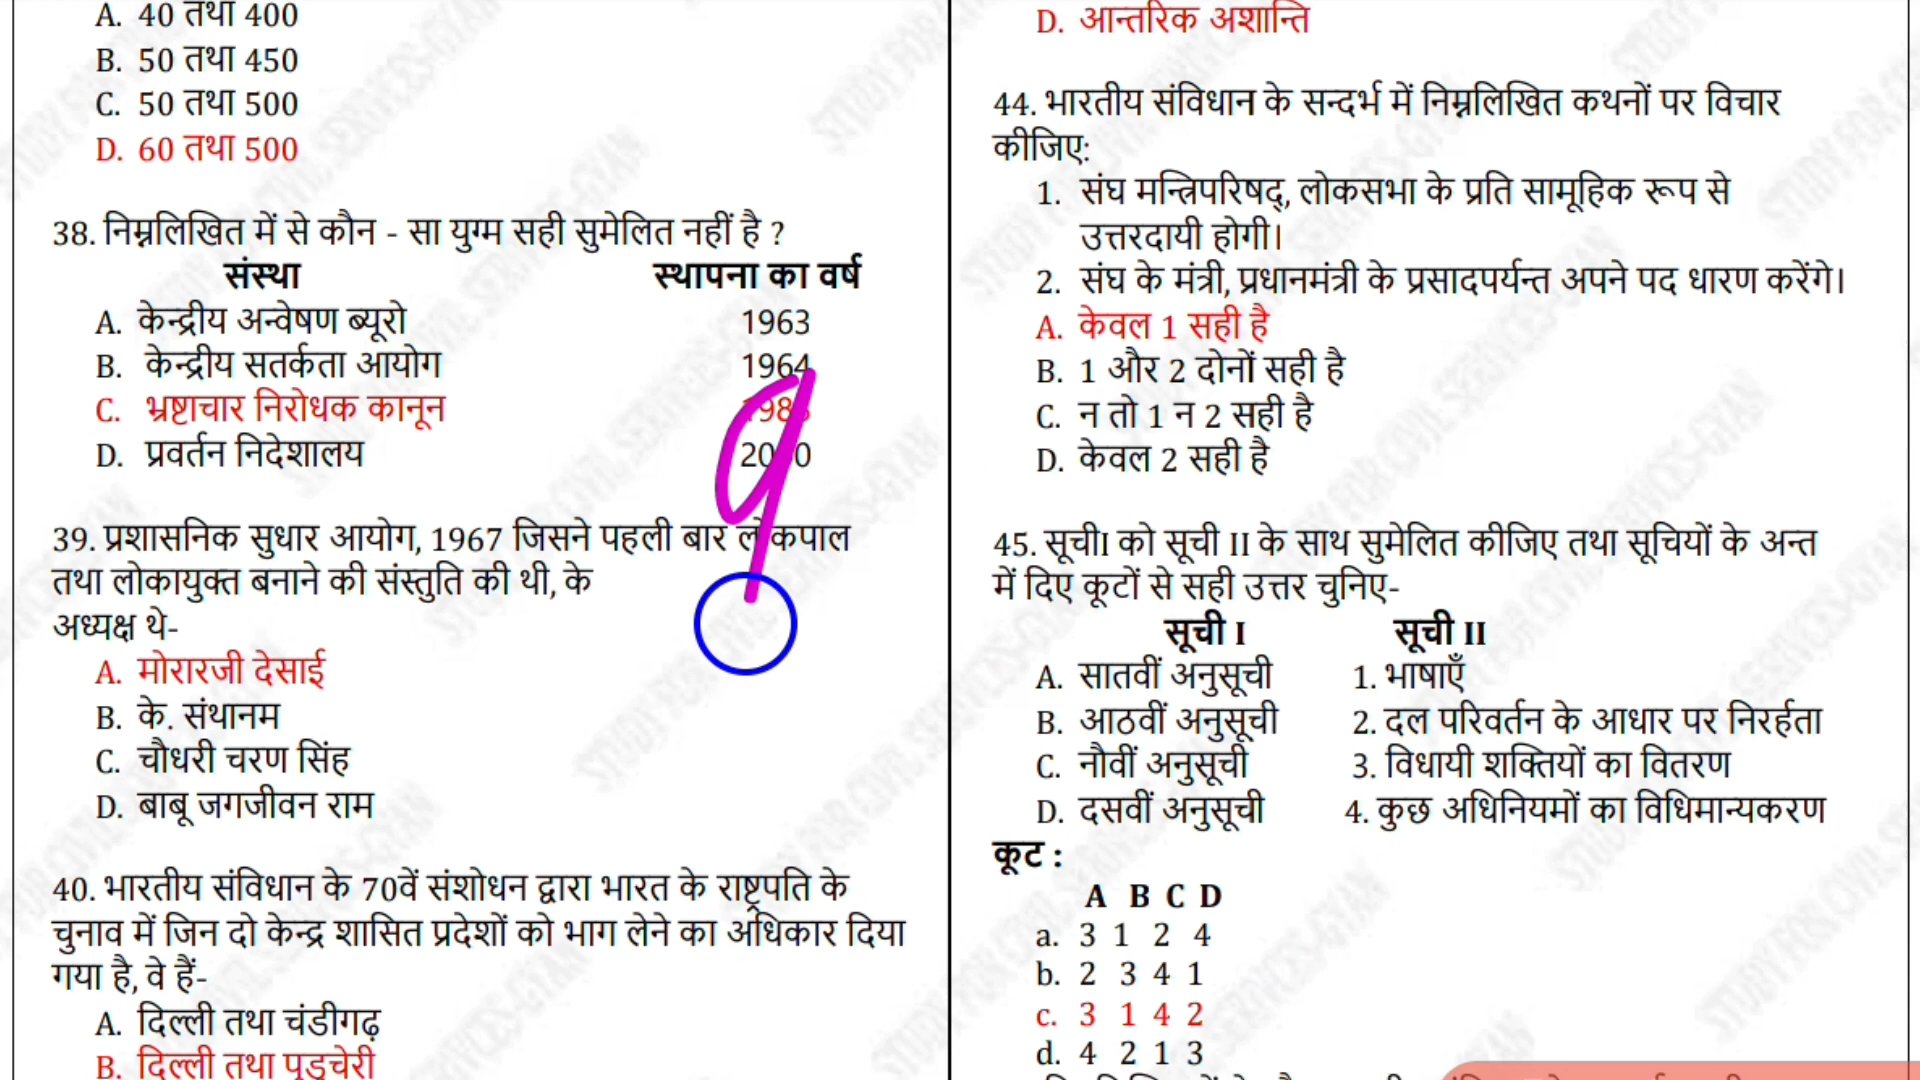 A. 40 तथा 400
B. 50 तथा 450
C. 50 तथा 500
D. 60 तथा 500
38. निम्नलिखित में से कौन - सा युग्म सही सुमेलित नहीं है ?
संस्था स्थापना का वर्ष
A. केन्द्रीय अन्वेषण ब्यूरो 1963
B. केन्द्रीय सतर्कता आयोग 1964
C. भ्रष्टाचार निरोधक कानून
D. प्रवर्तन निदेशालय
39. प्रशासनिक सुधार आयोग, 1967 जिसने पहली बार लोकपाल
तथा लोकायुक्त बनाने की संस्तुति की थी, के
अध्यक्ष थे-
A. मोरारजी देसाई
B. के. संथानम
C. चौधरी चरण सिंह
D. बाबू जगजीवन राम
40. भारतीय संविधान के 70वें संशोधन द्वारा भारत के राष्ट्रपति के
चुनाव में जिन दो केन्द्र शासित प्रदेशों को भाग लेने का अधिकार दिया
गया है, वे हैं-
A. दिल्ली तथा चंडीगढ़
B. दिल्ली तथा पुडुचेरी
D. आन्तरिक अशान्ति
44. भारतीय संविधान के सन्दर्भ में निम्नलिखित कथनों पर विचार
कीजिए:
1. संघ मन्त्रिपरिषद्, लोकसभा के प्रति सामूहिक रूप से
उत्तरदायी होगी।
2. संघ के मंत्री, प्रधानमंत्री के प्रसादपर्यन्त अपने पद धारण करेंगे।
A. केवल 1 सही है
B. 1 और 2 दोनों सही है
C. न तो 1 न 2 सही है
D. केवल 2 सही है
45. सूचीI को सूची II के साथ सुमेलित कीजिए तथा सूचियों के अन्त
में दिए कूटों से सही उत्तर चुनिए-
सूची I सूची II
A. सातवीं अनुसूची 1. भाषाएँ
B. आठवीं अनुसूची 2. दल परिवर्तन के आधार पर निरर्हता
C. नौवीं अनुसूची 3. विधायी शक्तियों का वितरण
D. दसवीं अनुसूची 4. कुछ अधिनियमों का विधिमान्यकरण
कूट :
A B C D
a. 3 1 2 4
b. 2 3 4 1
c. 3 1 4 2
d. 4 2 1 3